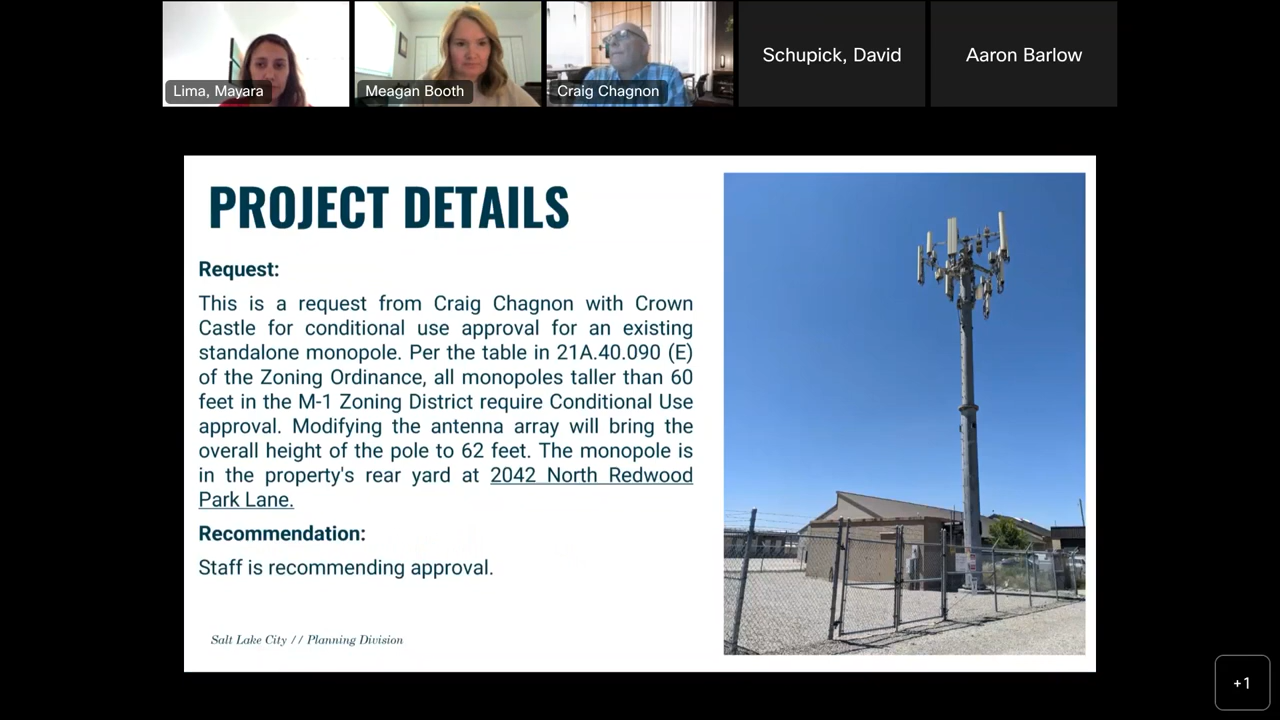 Lima, Mayara
Meagan Booth
Craig Chagnon
Schupick, David
Aaron Barlow
PROJECT DETAILS
Request:
This is a request from Craig Chagnon with Crown
Castle for conditional use approval for an existing
standalone monopole. Per the table in 21A.40.090 (E)
of the Zoning Ordinance, all monopoles taller than 60
feet in the M-1 Zoning District require Conditional Use
approval. Modifying the antenna array will bring the
overall height of the pole to 62 feet. The monopole is
in the property's rear yard at 2042 North Redwood
Park Lane.
Recommendation:
Staff is recommending approval.
Salt Lake City // Planning Division
+1